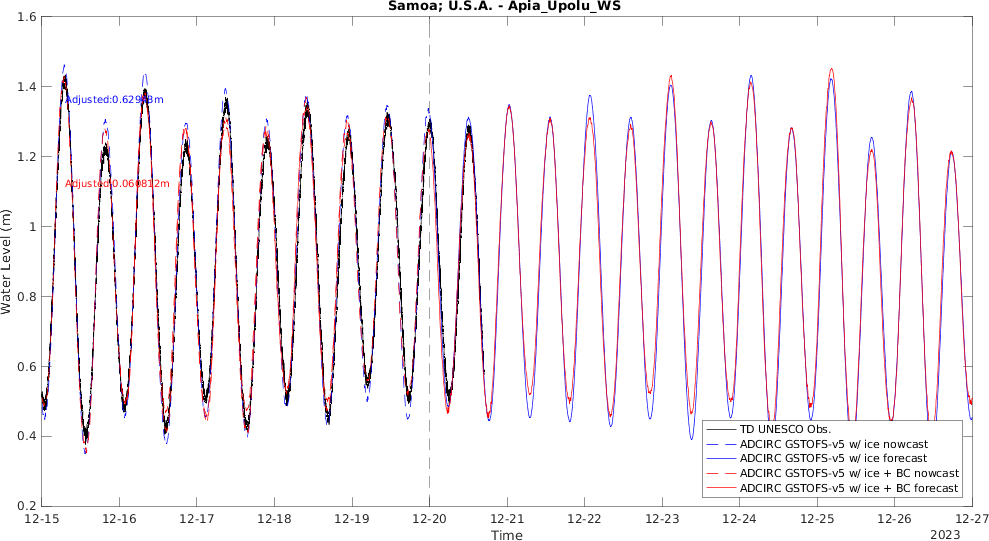 Samoa; U.S.A. - Apia_Upolu_WS
1.6
1.4
1.2
1
0.8
0.6
0.4
0.2
Water Level (m)
Adjusted:0.060812m
TD UNESCO Obs.
ADCIRC GSTOFS-v5 w/ ice nowcast
ADCIRC GSTOFS-v5 w/ ice forecast
ADCIRC GSTOFS-v5 w/ ice + BC nowcast
ADCIRC GSTOFS-v5 w/ ice + BC forecast
12-15 12-16 12-17 12-18 12-19 12-20 12-21 12-22 12-23 12-24 12-25 12-26 12-27
Time
2023